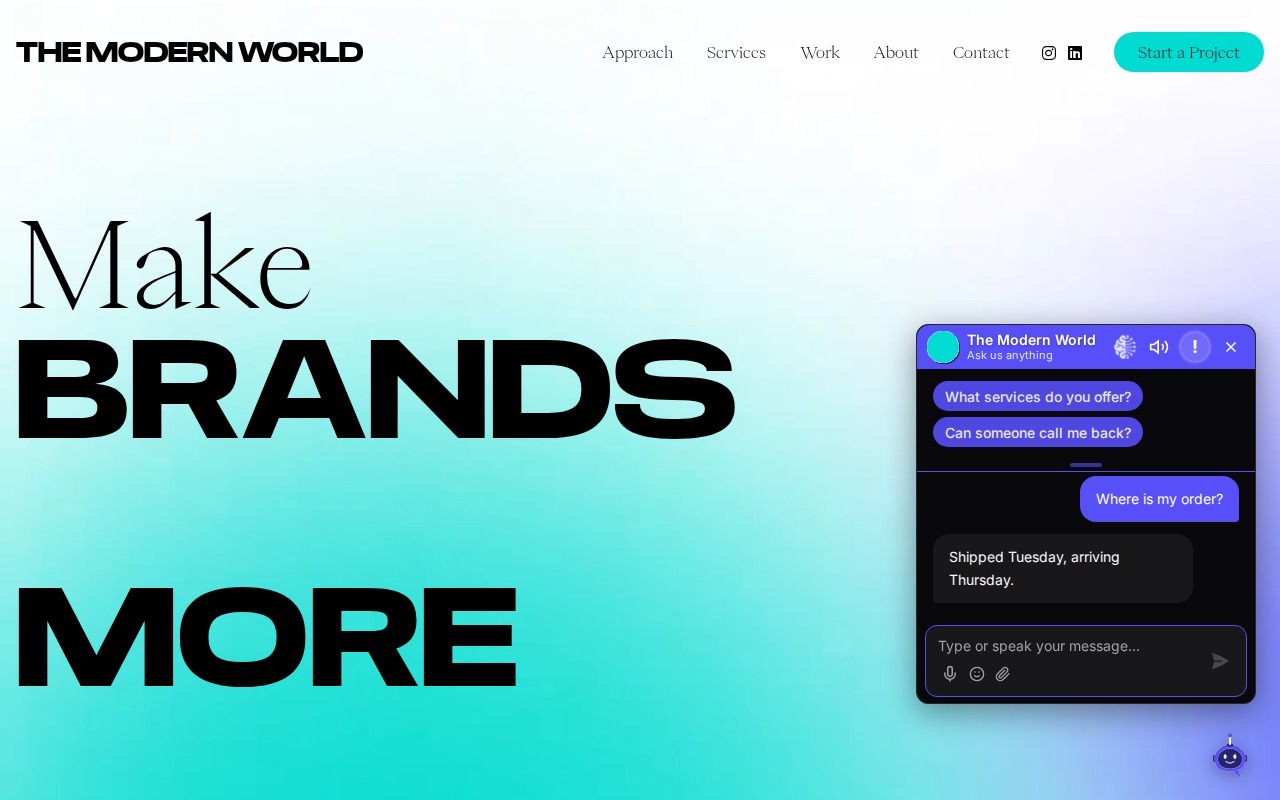 THE MODERN WORLD
Approach
Services
Work
About
Contact
Start a Project
Make
BRANDS
MORE
The Modern World
Ask us anything
!
What services do you offer?
Can someone call me back?
Where is my order?
Shipped Tuesday, arriving
Thursday.
Type or speak your message...